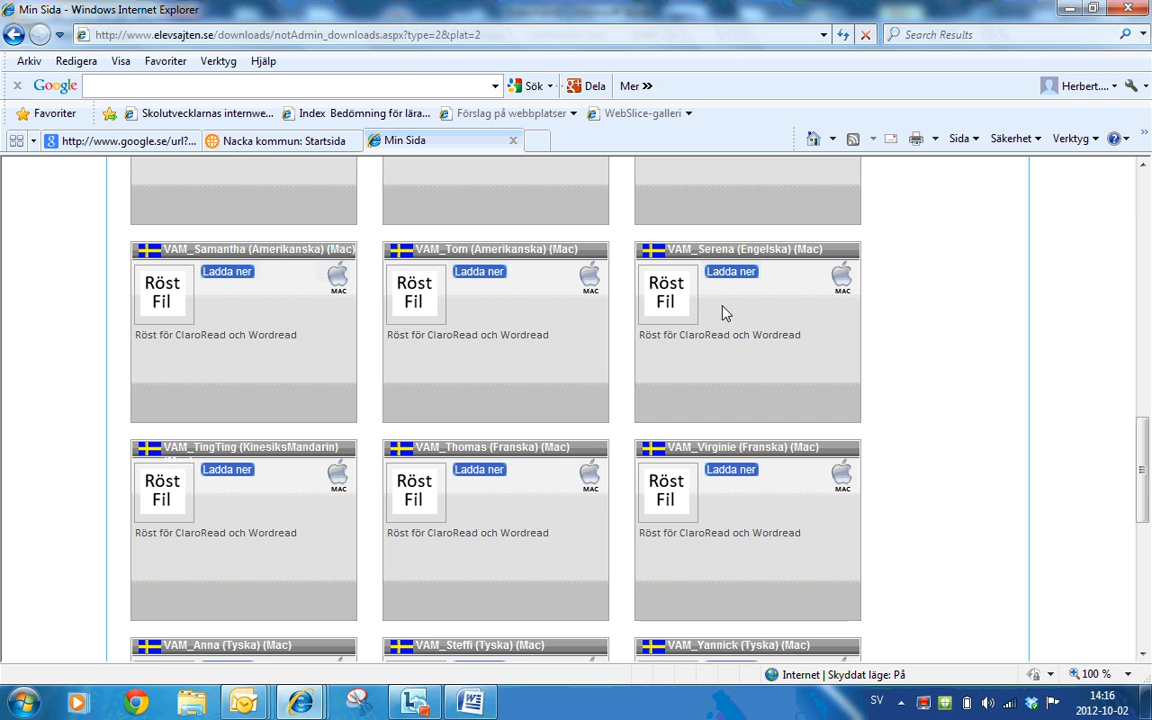 Min Sida - Windows Internet Explorer
http://www.elevsajten.se/downloads/notAdmin_downloads.aspx?type=2&plat=2
Search Results
Arkiv Redigera Visa Favoriter Verktyg Hjälp
Google Sök Dela Mer Herbert....
Favoriter Skolutvecklarnas internwe... Index Bedömning för lära... Förslag på webbplatser WebSlice-galleri
http://www.google.se/url?... Nacka kommun: Startsida Min Sida Sida Säkerhet Verktyg
VAM_Samantha (Amerikanska) (Mac) VAM_Tom (Amerikanska) (Mac) VAM_Serena (Engelska) (Mac)
Röst Fil Ladda ner MAC Röst Fil Ladda ner MAC Röst Fil Ladda ner MAC
Röst för ClaroRead och Wordread Röst för ClaroRead och Wordread Röst för ClaroRead och Wordread
VAM_TingTing (KinesiksMandarin) VAM_Thomas (Franska) (Mac) VAM_Virginie (Franska) (Mac)
Röst Fil Ladda ner MAC Röst Fil Ladda ner MAC Röst Fil Ladda ner MAC
Röst för ClaroRead och Wordread Röst för ClaroRead och Wordread Röst för ClaroRead och Wordread
VAM_Anna (Tyska) (Mac) VAM_Steffi (Tyska) (Mac) VAM_Yannick (Tyska) (Mac)
Internet | Skyddat läge: På 100 %
SV 14:16
2012-10-02